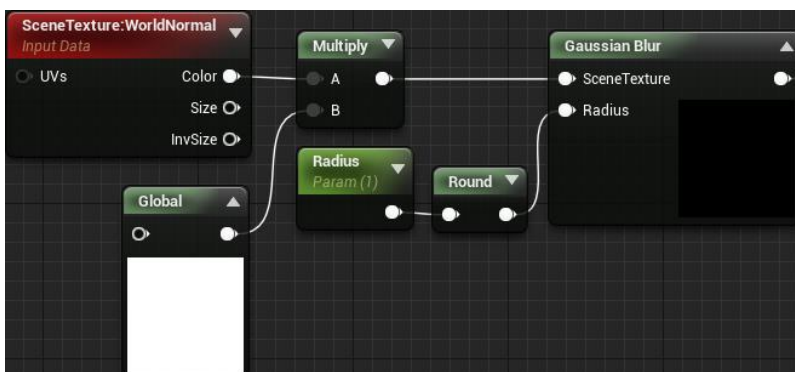 SceneTexture:WorldNormal
Input Data
UVs
Color
Size
InvSize
Multiply
A
B
Gaussian Blur
SceneTexture
Radius
Radius
Param (1)
Round
Global